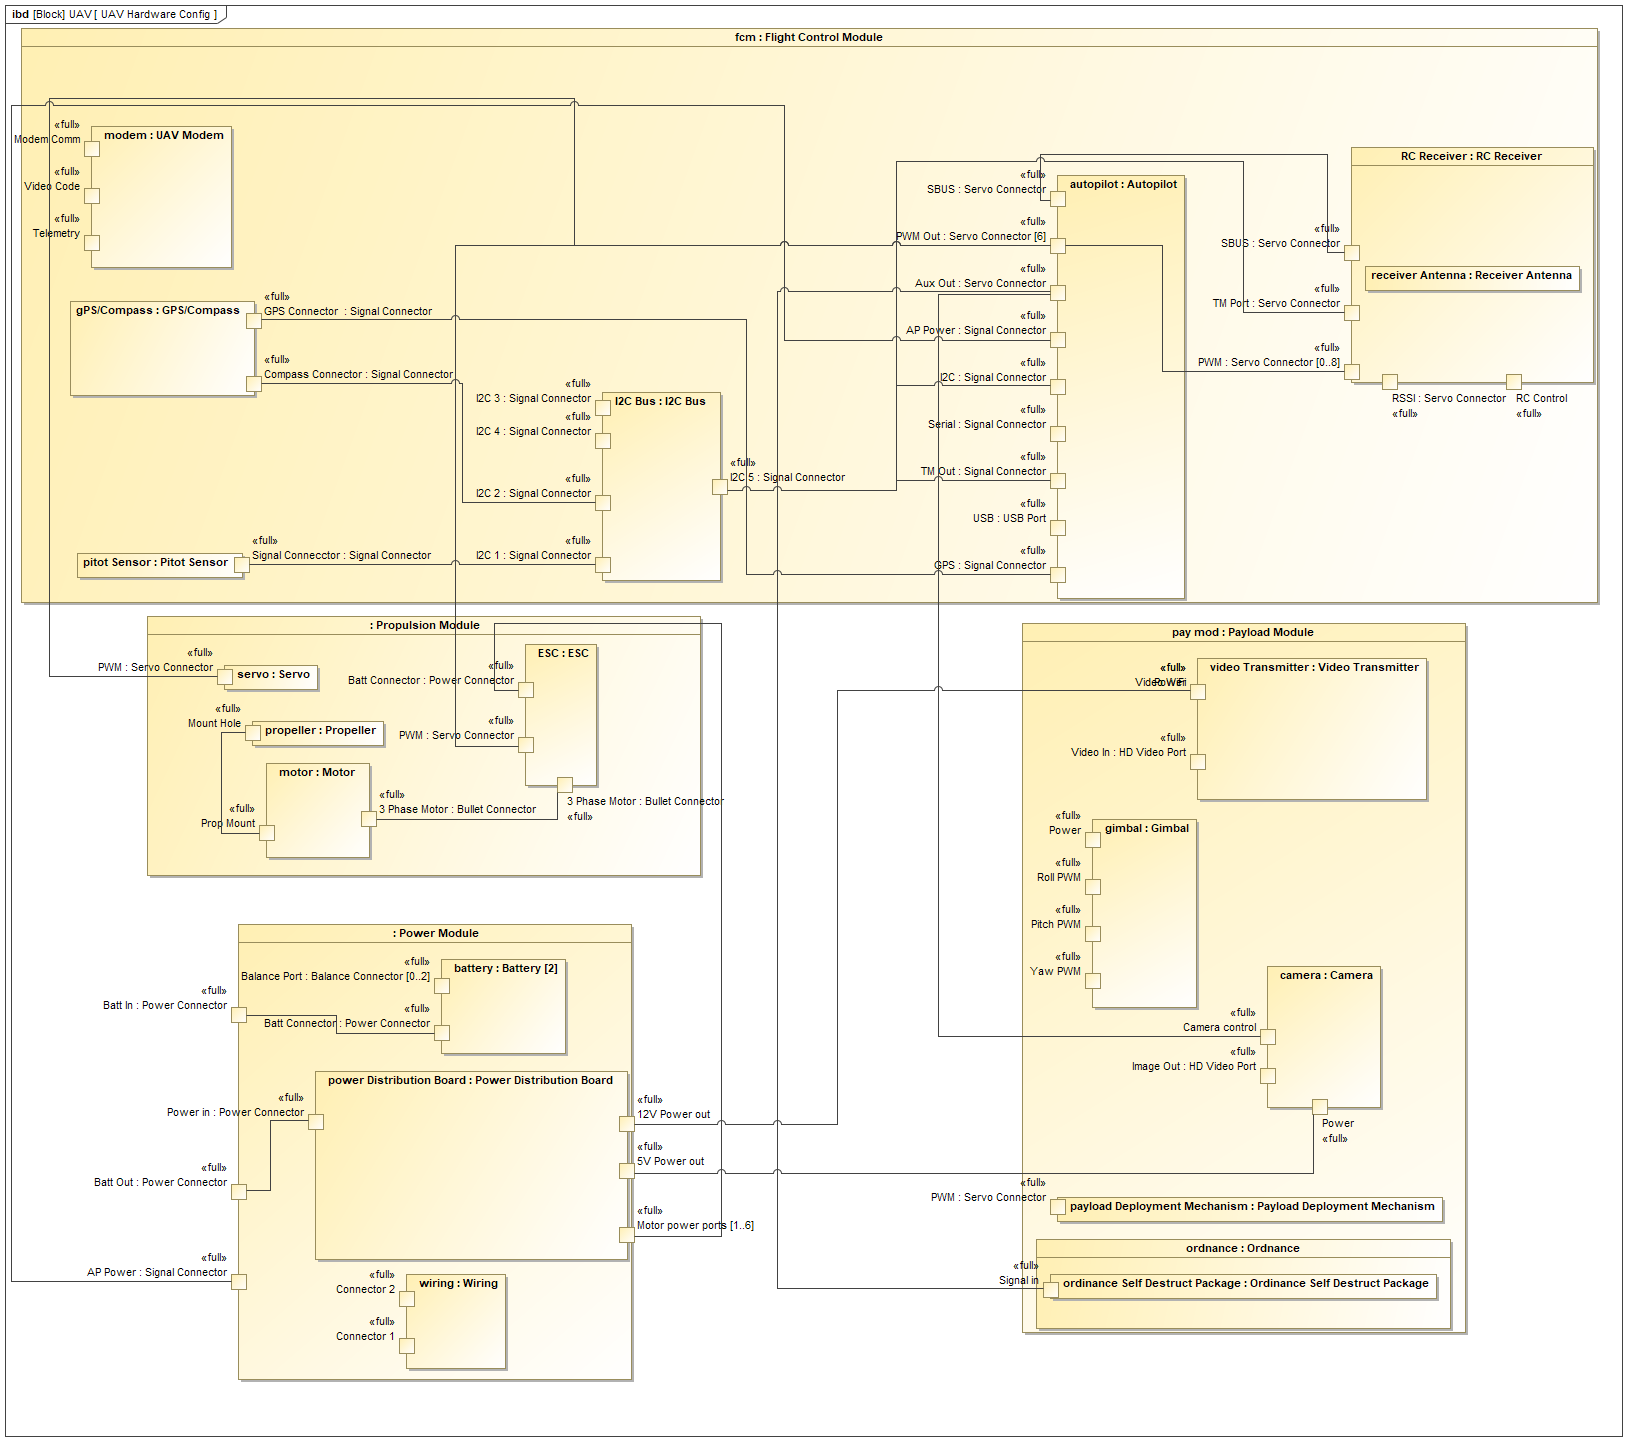 ibd [Block] UAV [ UAV Hardware Config ]
fcm : Flight Control Module
«full»
Modem Comm
modem : UAV Modem
«full»
Video Code
«full»
Telemetry
gPS/Compass : GPS/Compass
«full»
GPS Connector : Signal Connector
«full»
Compass Connector : Signal Connector
pitot Sensor : Pitot Sensor
«full»
Signal Connecctor : Signal Connector
I2C Bus : I2C Bus
«full»
I2C 3 : Signal Connector
«full»
I2C 4 : Signal Connector
«full»
I2C 2 : Signal Connector
«full»
I2C 1 : Signal Connector
«full»
I2C 5 : Signal Connector
autopilot : Autopilot
«full»
SBUS : Servo Connector
«full»
PWM Out : Servo Connector [6]
«full»
Aux Out : Servo Connector
«full»
AP Power : Signal Connector
«full»
I2C : Signal Connector
«full»
Serial : Signal Connector
«full»
TM Out : Signal Connector
«full»
USB : USB Port
«full»
GPS : Signal Connector
RC Receiver : RC Receiver
«full»
SBUS : Servo Connector
receiver Antenna : Receiver Antenna
«full»
TM Port : Servo Connector
«full»
PWM : Servo Connector [0..8]
RSSI : Servo Connector
«full»
RC Control
«full»
: Propulsion Module
«full»
PWM : Servo Connector
servo : Servo
«full»
Mount Hole
propeller : Propeller
motor : Motor
«full»
Prop Mount
«full»
3 Phase Motor : Bullet Connector
ESC : ESC
«full»
Batt Connector : Power Connector
«full»
PWM : Servo Connector
3 Phase Motor : Bullet Connector
«full»
: Power Module
«full»
Balance Port : Balance Connector [0..2]
battery : Battery [2]
«full»
Batt In : Power Connector
«full»
Batt Connector : Power Connector
power Distribution Board : Power Distribution Board
«full»
Power in : Power Connector
«full»
12V Power out
«full»
5V Power out
«full»
Motor power ports [1..6]
«full»
Batt Out : Power Connector
«full»
AP Power : Signal Connector
wiring : Wiring
«full»
Connector 2
«full»
Connector 1
pay mod : Payload Module
video Transmitter : Video Transmitter
«full»
Power
«full»
Video In : HD Video Port
gimbal : Gimbal
«full»
Power
«full»
Roll PWM
«full»
Pitch PWM
«full»
Yaw PWM
camera : Camera
«full»
Camera control
«full»
Image Out : HD Video Port
Power
«full»
«full»
PWM : Servo Connector
payload Deployment Mechanism : Payload Deployment Mechanism
ordnance : Ordnance
«full»
Signal in
ordinance Self Destruct Package : Ordinance Self Destruct Package